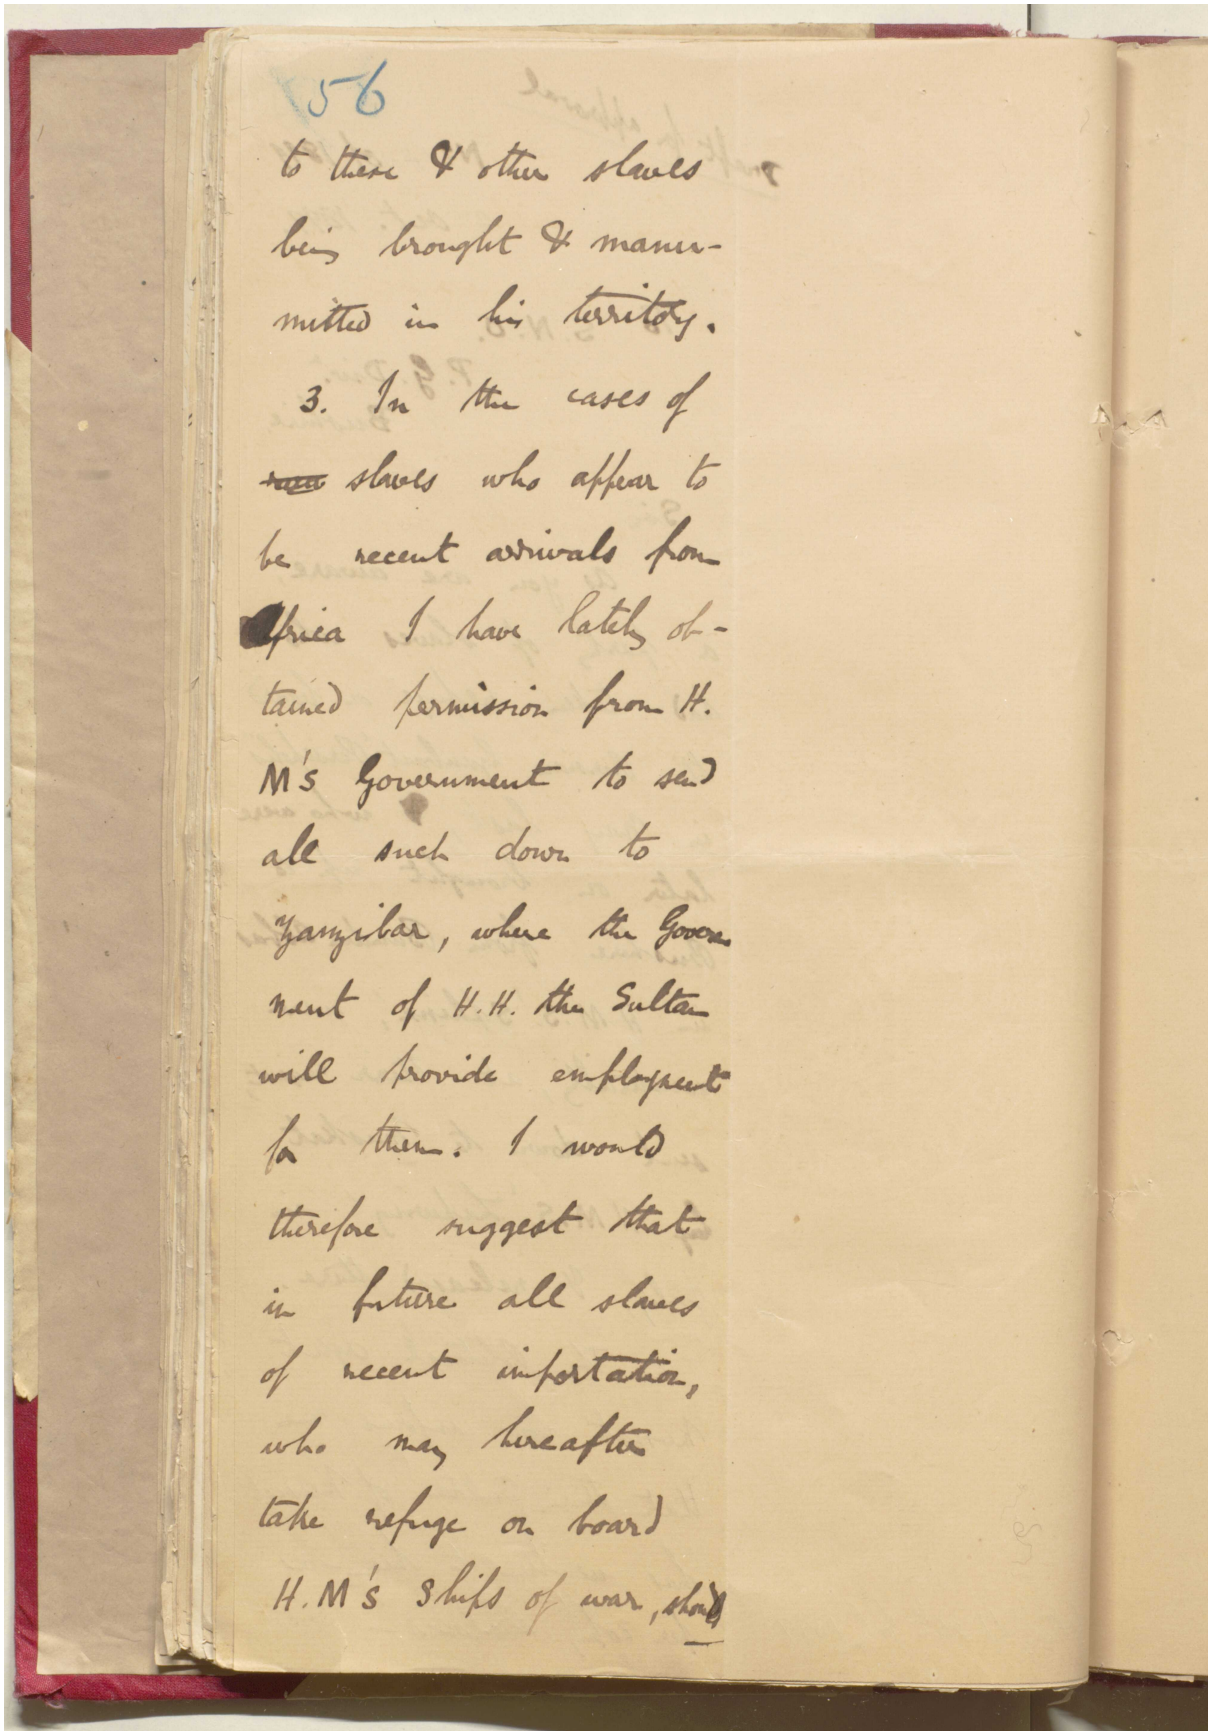 56
to these & other slaves
being brought & manu-
mitted in his territory.
3. In the cases of
slaves who appear to
be recent arrivals from
Africa I have lately ob-
tained permission from H.
M's Government to send
all such down to
Zanzibar, where the Govern
ment of H.H. the Sultan
will provide employment
for them. I would
therefore suggest that
in future all slaves
of recent importation,
who may hereafter
take refuge on board
H.M's Ships of war, should